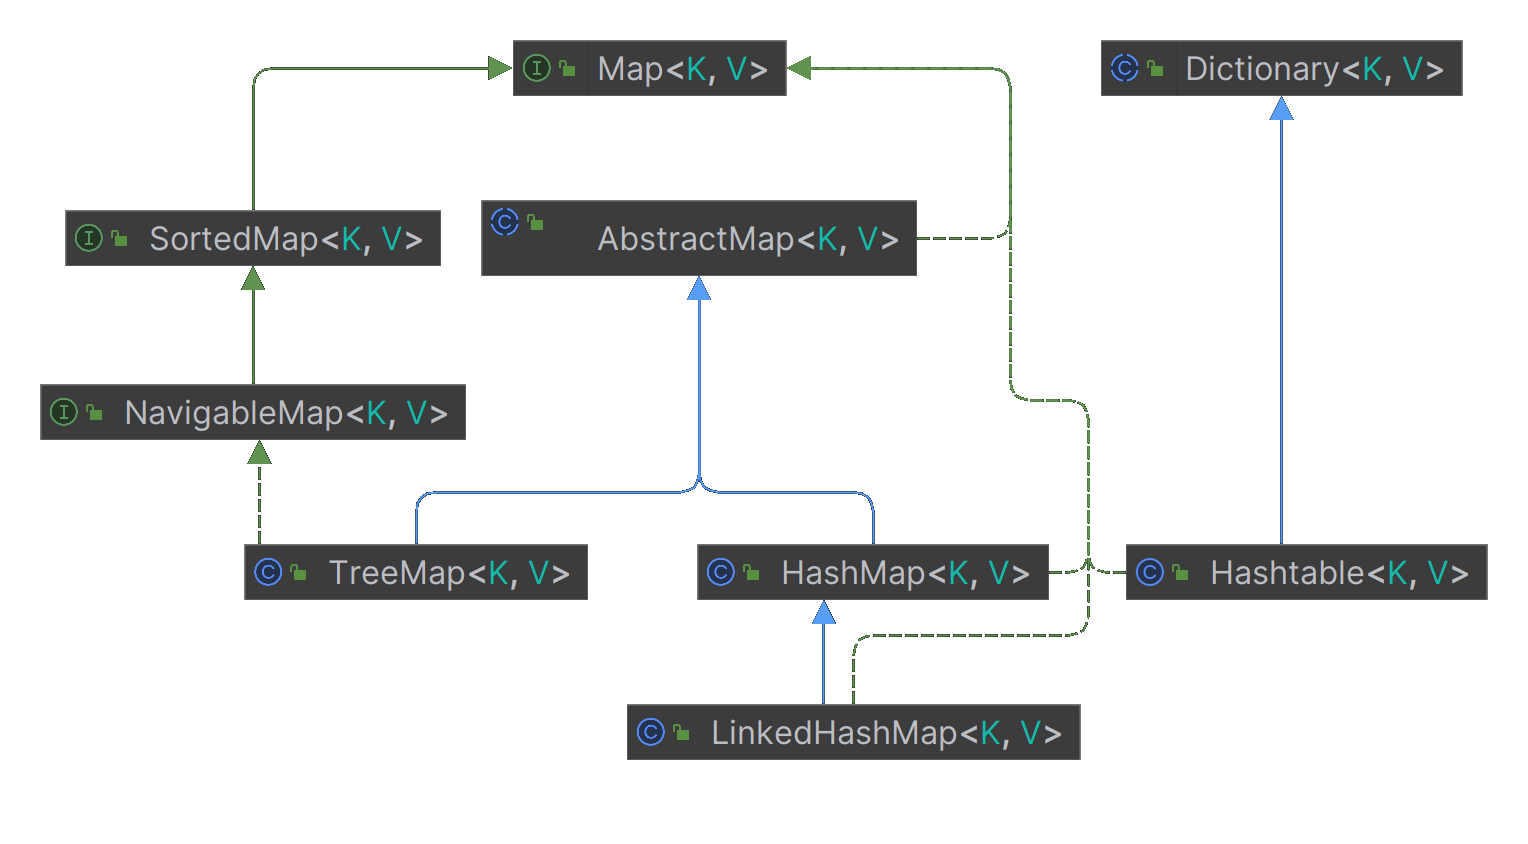 Map<K, V>
Dictionary<K, V>
SortedMap<K, V>
AbstractMap<K, V>
NavigableMap<K, V>
TreeMap<K, V>
HashMap<K, V>
Hashtable<K, V>
LinkedHashMap<K, V>